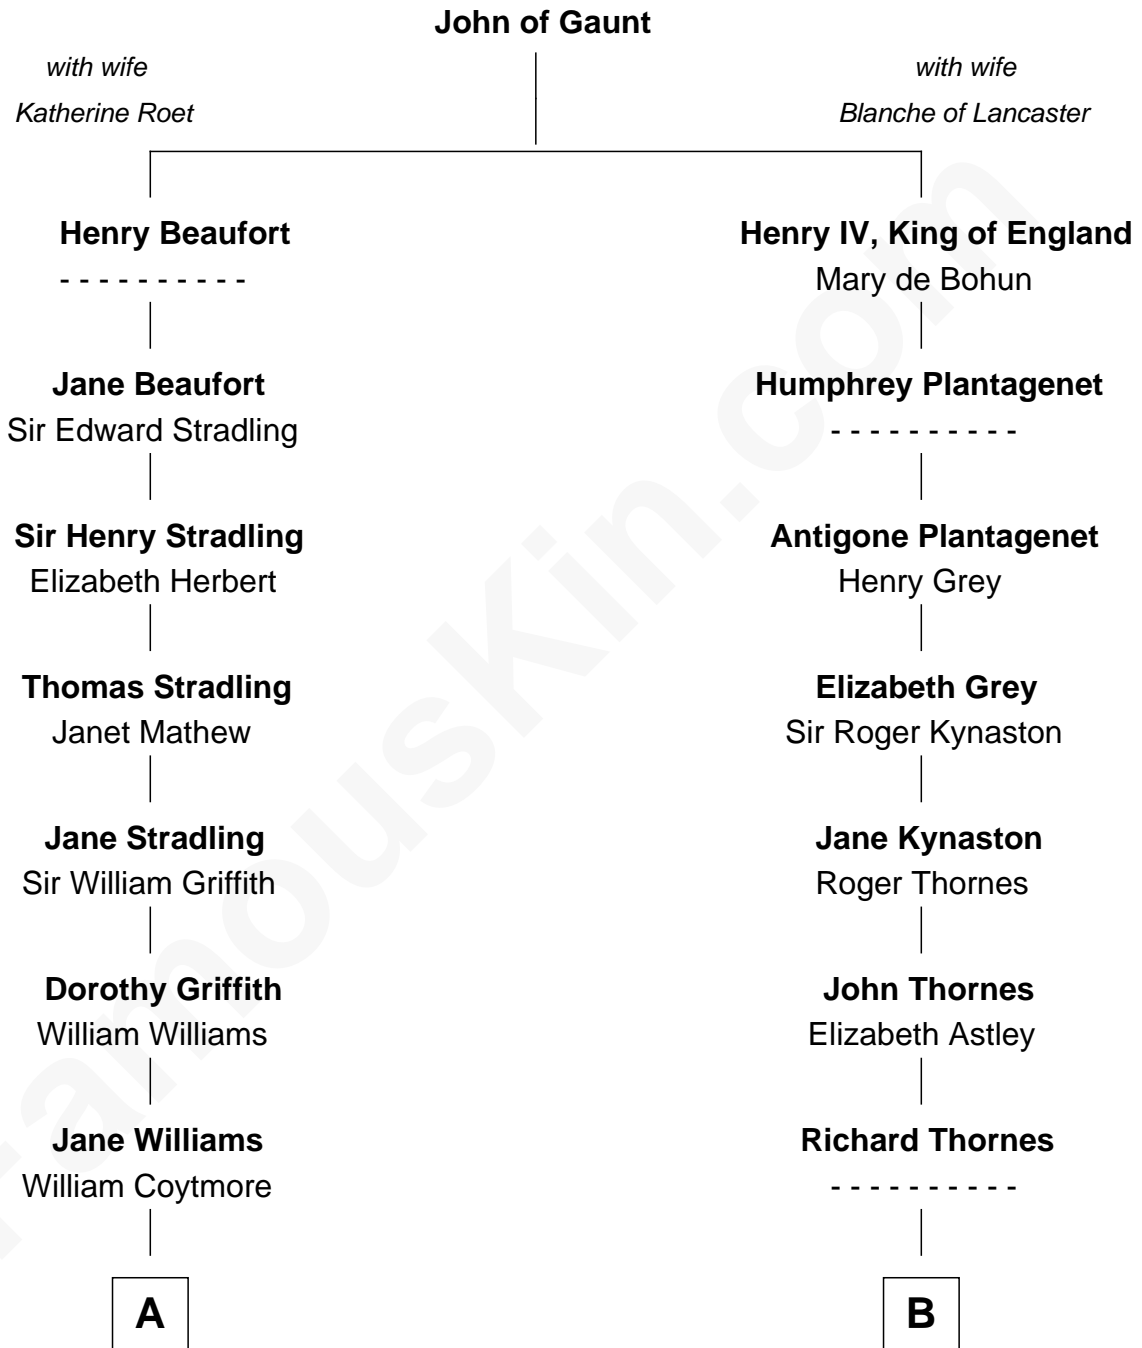 John of Gaunt
with wife
Katherine Roet
with wife
Blanche of Lancaster
Henry Beaufort
- - - - - - - - - -
Jane Beaufort
Sir Edward Stradling
Sir Henry Stradling
Elizabeth Herbert
Thomas Stradling
Janet Mathew
Jane Stradling
Sir William Griffith
Dorothy Griffith
William Williams
Jane Williams
William Coytmore
A
Henry IV, King of England
Mary de Bohun
Humphrey Plantagenet
- - - - - - - - - -
Antigone Plantagenet
Henry Grey
Elizabeth Grey
Sir Roger Kynaston
Jane Kynaston
Roger Thornes
John Thornes
Elizabeth Astley
Richard Thornes
- - - - - - - - - -
B
FamousKin.com